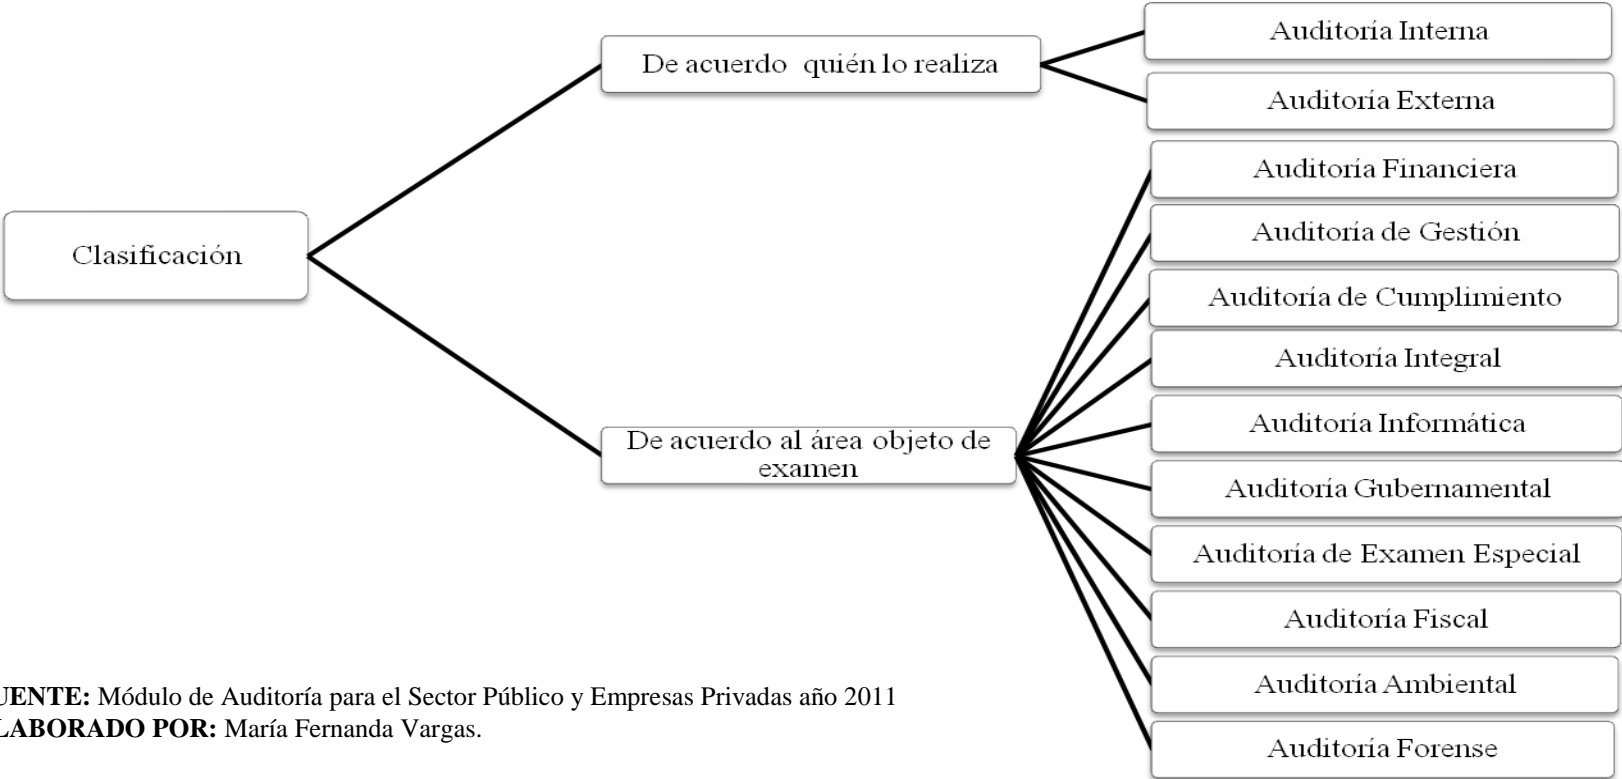 Clasificación
De acuerdo quién lo realiza
Auditoría Interna
Auditoría Externa
De acuerdo al área objeto de
examen
Auditoría Financiera
Auditoría de Gestión
Auditoría de Cumplimiento
Auditoría Integral
Auditoría Informática
Auditoría Gubernamental
Auditoría de Examen Especial
Auditoría Fiscal
Auditoría Ambiental
Auditoría Forense
UENTE: Módulo de Auditoría para el Sector Público y Empresas Privadas año 2011
LABORADO POR: María Fernanda Vargas.